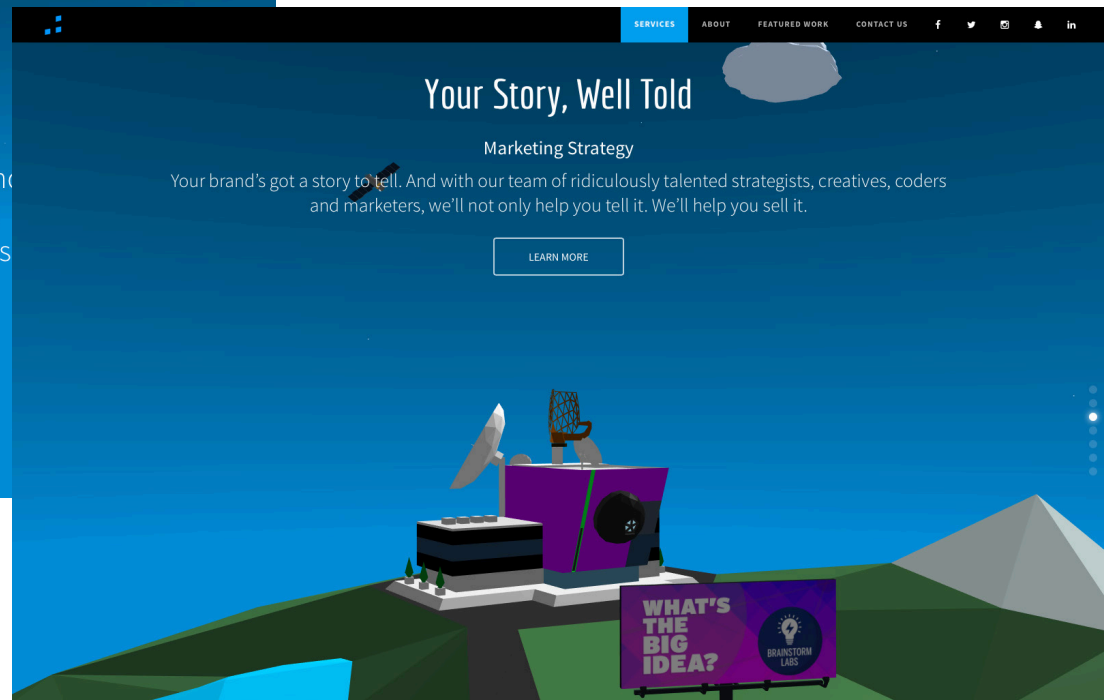 SERVICES ABOUT FEATURED WORK CONTACT US
Your Story, Well Told
Marketing Strategy
Your brand’s got a story to tell. And with our team of ridiculously talented strategists, creatives, coders
and marketers, we’ll not only help you tell it. We’ll help you sell it.
LEARN MORE
WHAT'S
THE
BIG
IDEA?
BRAINSTORM
LABS